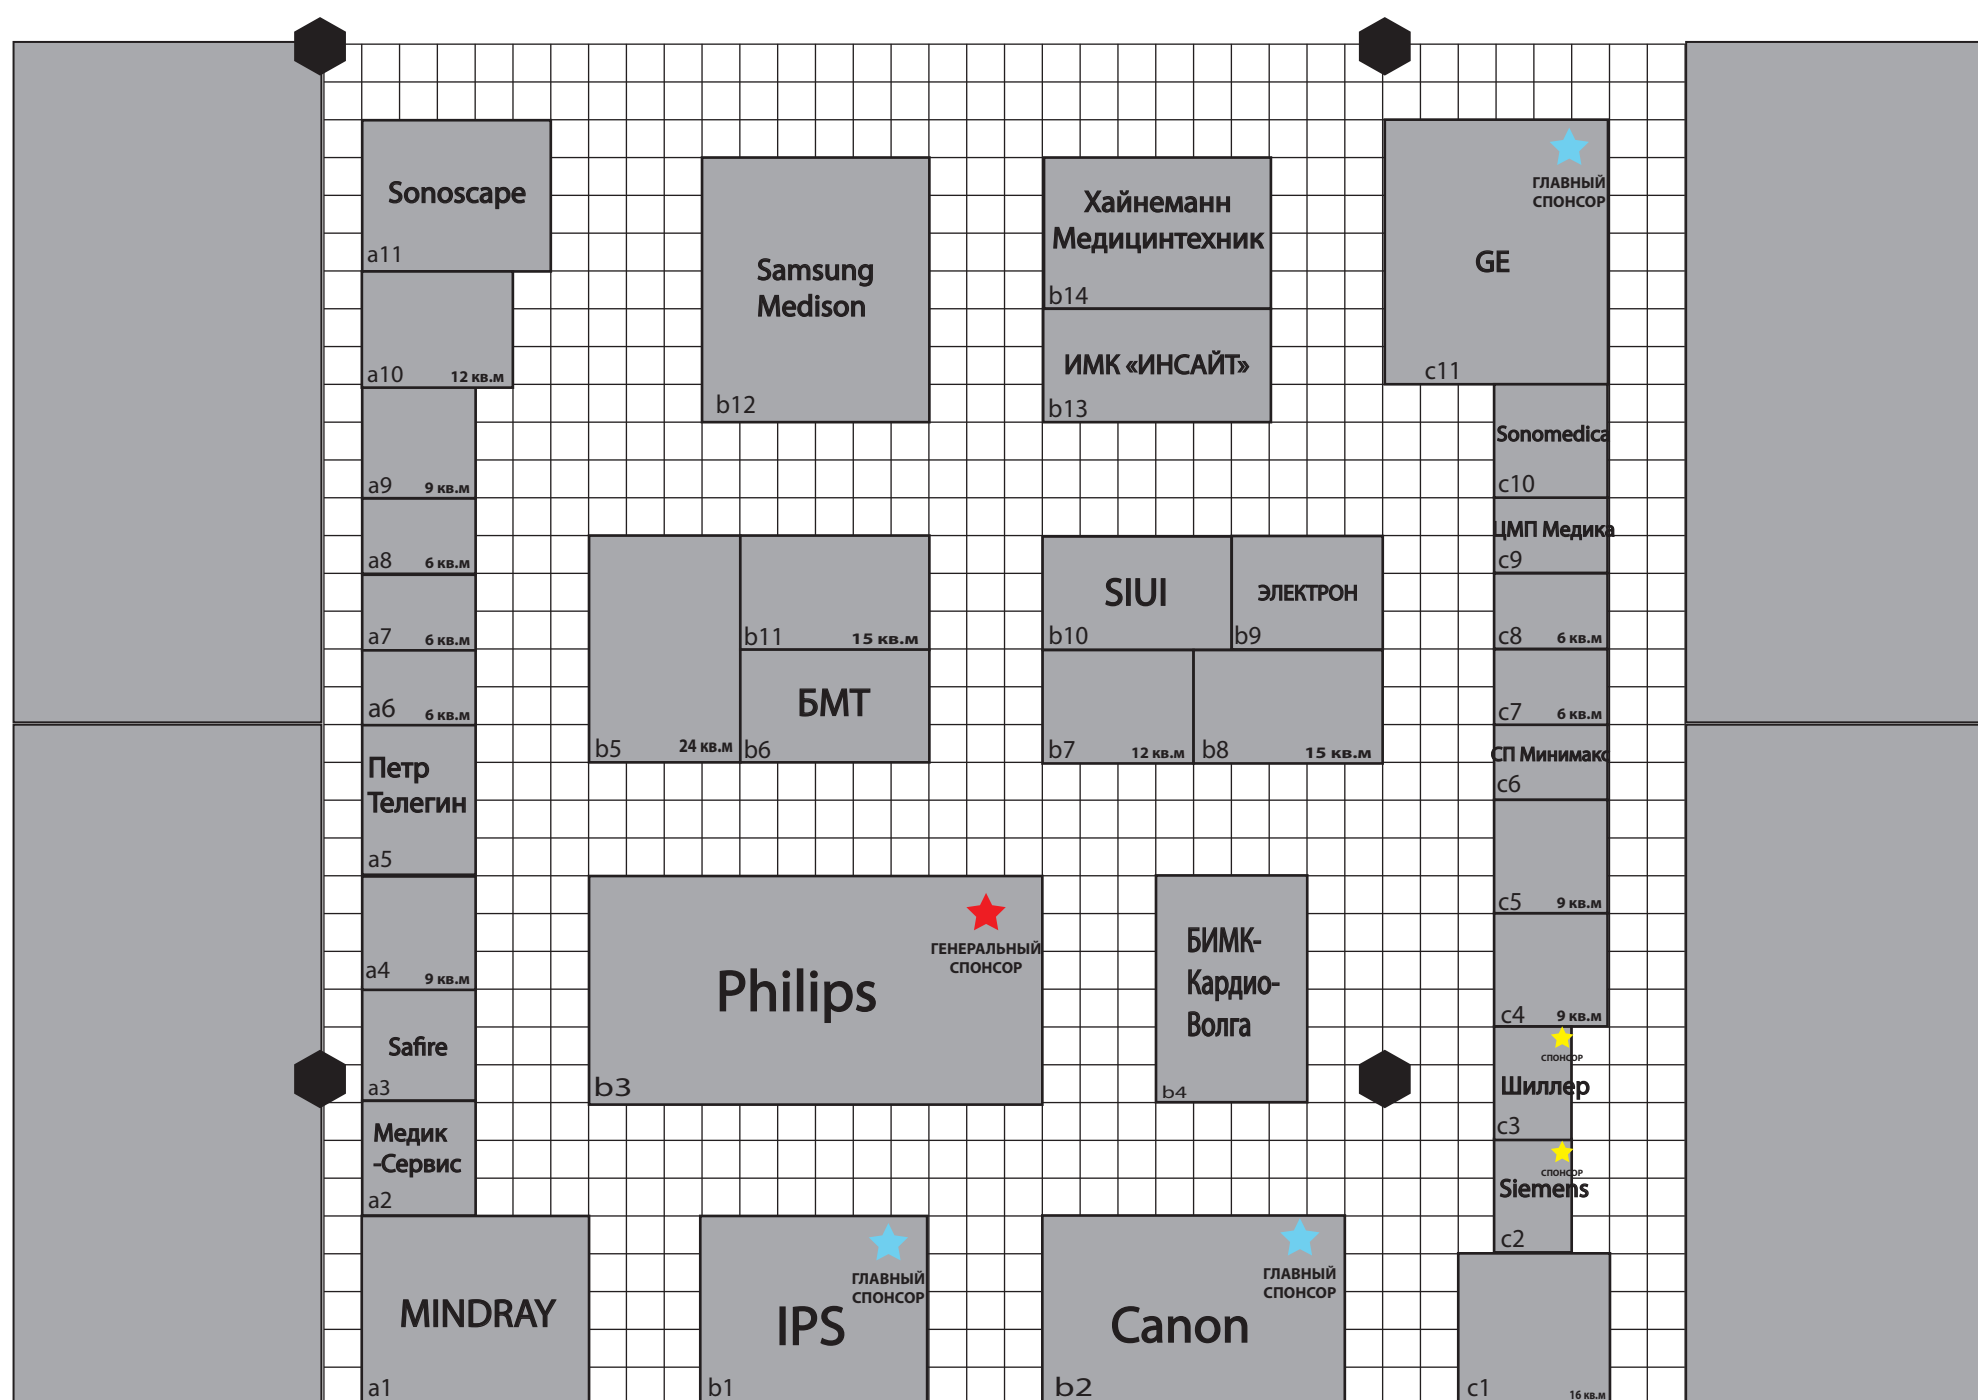 Sonoscape
a11
a10
12 кв.м
a9
9 кв.м
a8
6 кв.м
a7
6 кв.м
a6
6 кв.м
Петр
Телегин
a5
a4
9 кв.м
Safire
a3
Медик
-Сервис
a2
MINDRAY
a1
Samsung
Medison
b12
Хайнеманн
Медицинтехник
b14
ИМК «ИНСАЙТ»
b13
b5
24 кв.м
b11
15 кв.м
БМТ
b6
SIUI
b10
ЭЛЕКТРОН
b9
b7
12 кв.м
b8
15 кв.м
ГЕНЕРАЛЬНЫЙ
СПОНСОР
Philips
b3
БИМК-
Кардио-
Волга
b4
ГЛАВНЫЙ
СПОНСОР
IPS
b1
ГЛАВНЫЙ
СПОНСОР
Canon
b2
ГЛАВНЫЙ
СПОНСОР
GE
c11
Sonomedica
c10
ЦМП Медика
c9
c8
6 кв.м
c7
6 кв.м
СП Минимакс
c6
c5
9 кв.м
c4
9 кв.м
СПОНСОР
Шиллер
c3
СПОНСОР
Siemens
c2
c1
16 кв.м